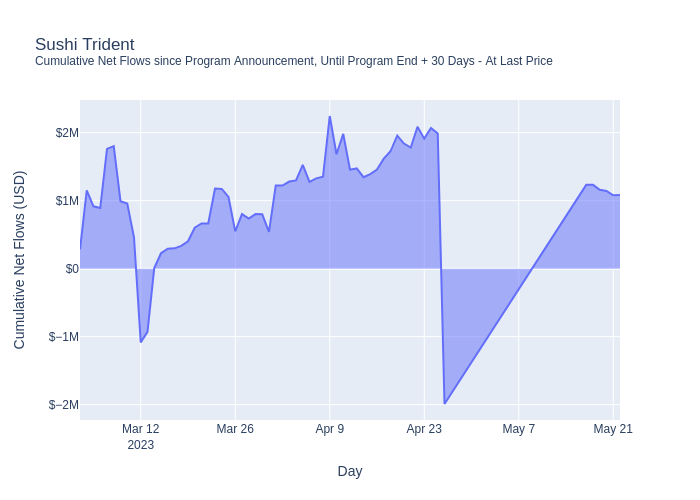 Sushi Trident
Cumulative Net Flows since Program Announcement, Until Program End + 30 Days - At Last Price
Cumulative Net Flows (USD)
$2M
$1M
$0
$−1M
$−2M
Mar 12
2023
Mar 26
Apr 9
Apr 23
May 7
May 21
Day